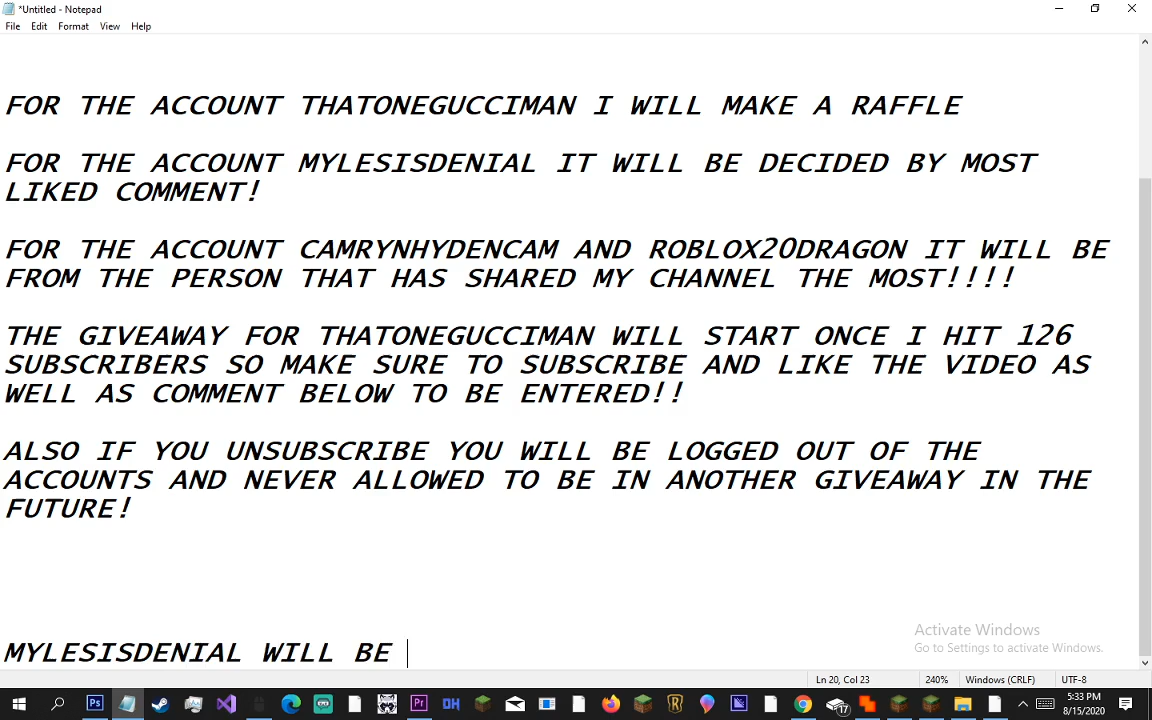 *Untitled - Notepad
File Edit Format View Help
FOR THE ACCOUNT THATONEGUCCIMAN I WILL MAKE A RAFFLE
FOR THE ACCOUNT MYLESISDENIAL IT WILL BE DECIDED BY MOST
LIKED COMMENT!
FOR THE ACCOUNT CAMRYNHYDENCAM AND ROBLOX20DRAGON IT WILL BE
FROM THE PERSON THAT HAS SHARED MY CHANNEL THE MOST!!!!
THE GIVEAWAY FOR THATONEGUCCIMAN WILL START ONCE I HIT 126
SUBSCRIBERS SO MAKE SURE TO SUBSCRIBE AND LIKE THE VIDEO AS
WELL AS COMMENT BELOW TO BE ENTERED!!
ALSO IF YOU UNSUBSCRIBE YOU WILL BE LOGGED OUT OF THE
ACCOUNTS AND NEVER ALLOWED TO BE IN ANOTHER GIVEAWAY IN THE
FUTURE!
MYLESISDENIAL WILL BE
Activate Windows
Go to Settings to activate Windows.
Ln 20, Col 23 240% Windows (CRLF) UTF-8
Ps Pr DH 17
5:33 PM
8/15/2020